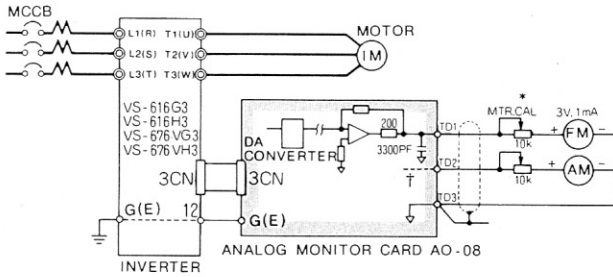 MCCB
MOTOR
L1(R) T1(U)
L2(S) T2(V)
L3(T) T3(W)
IM
VS-616G3
VS-616H3
VS-676VG3
VS-676VH3
DA
CONVERTER
200
3300PF
TD1
*
MTR.CAL
3V, 1mA
+ FM -
10k
TD2
+ AM -
10k
†
TD3
3CN 3CN
G(E) 12 G(E)
ANALOG MONITOR CARD AO-08
INVERTER